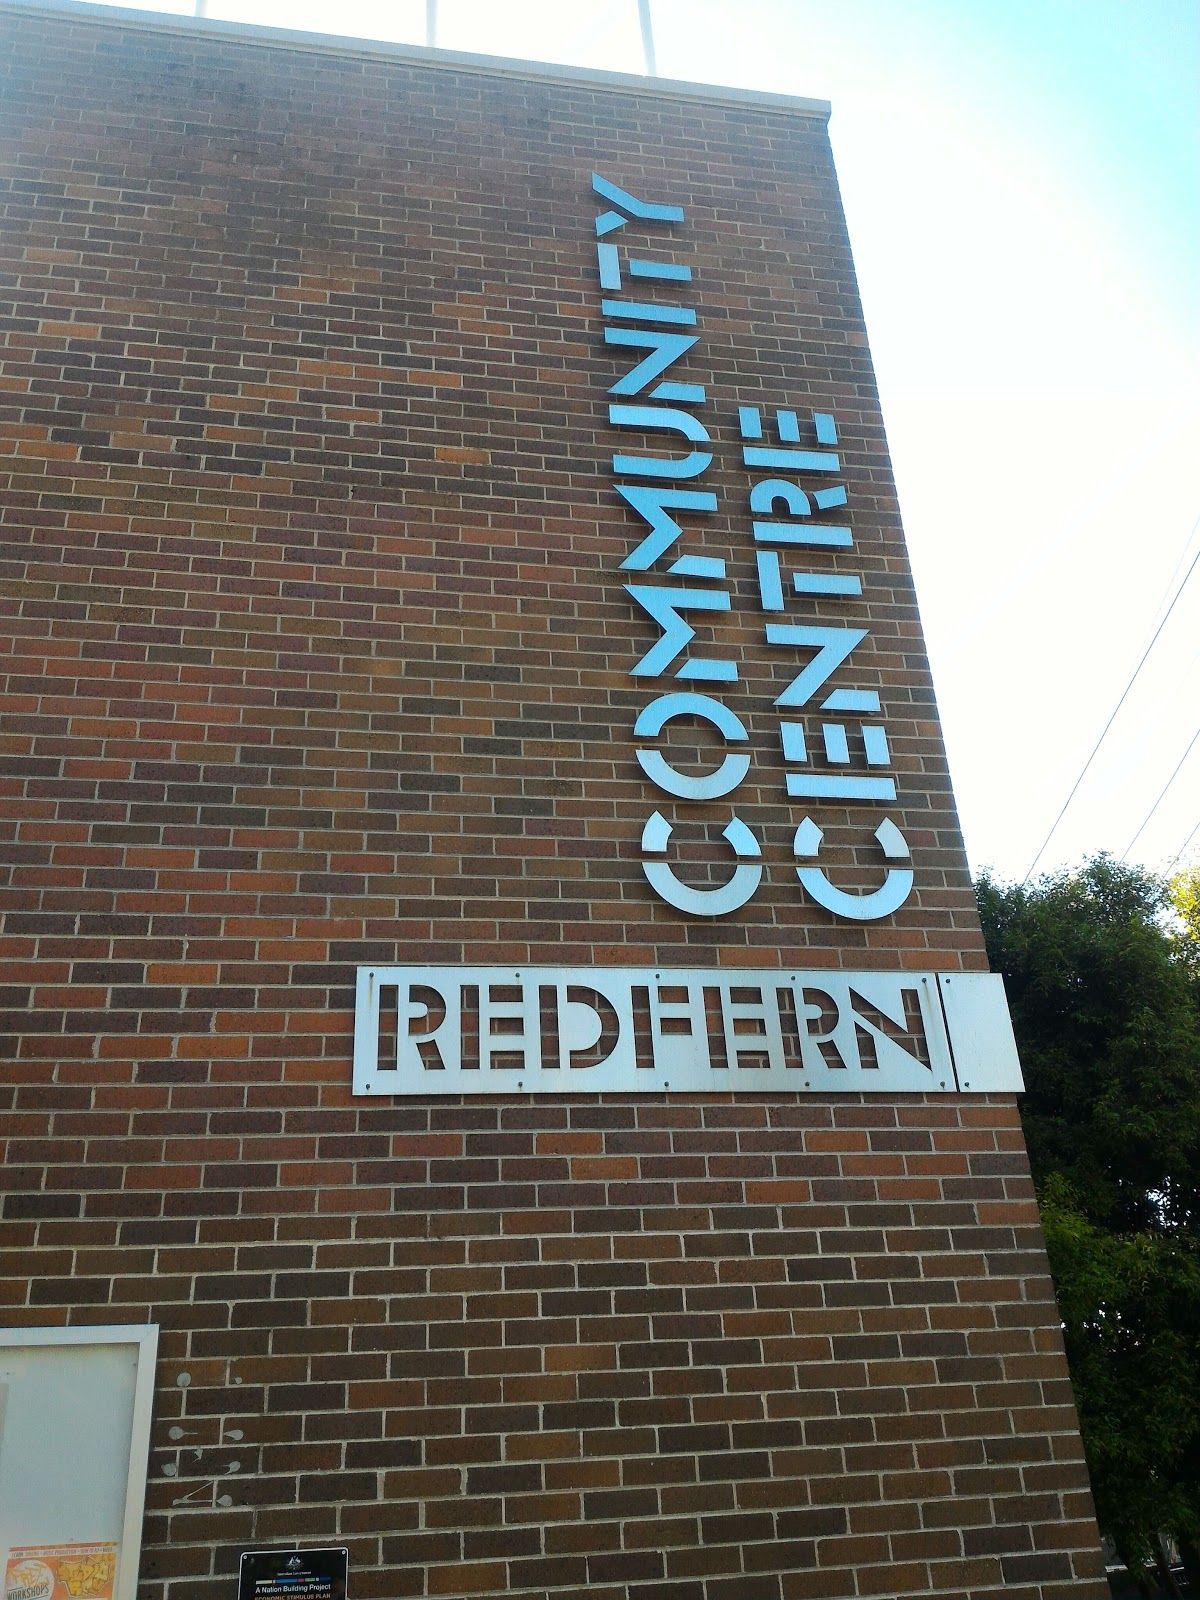 COMMUNITY
CENTRE
REDFERN
WORKSHOPS
A Nation Building Project
ECONOMIC STIMULUS PLAN